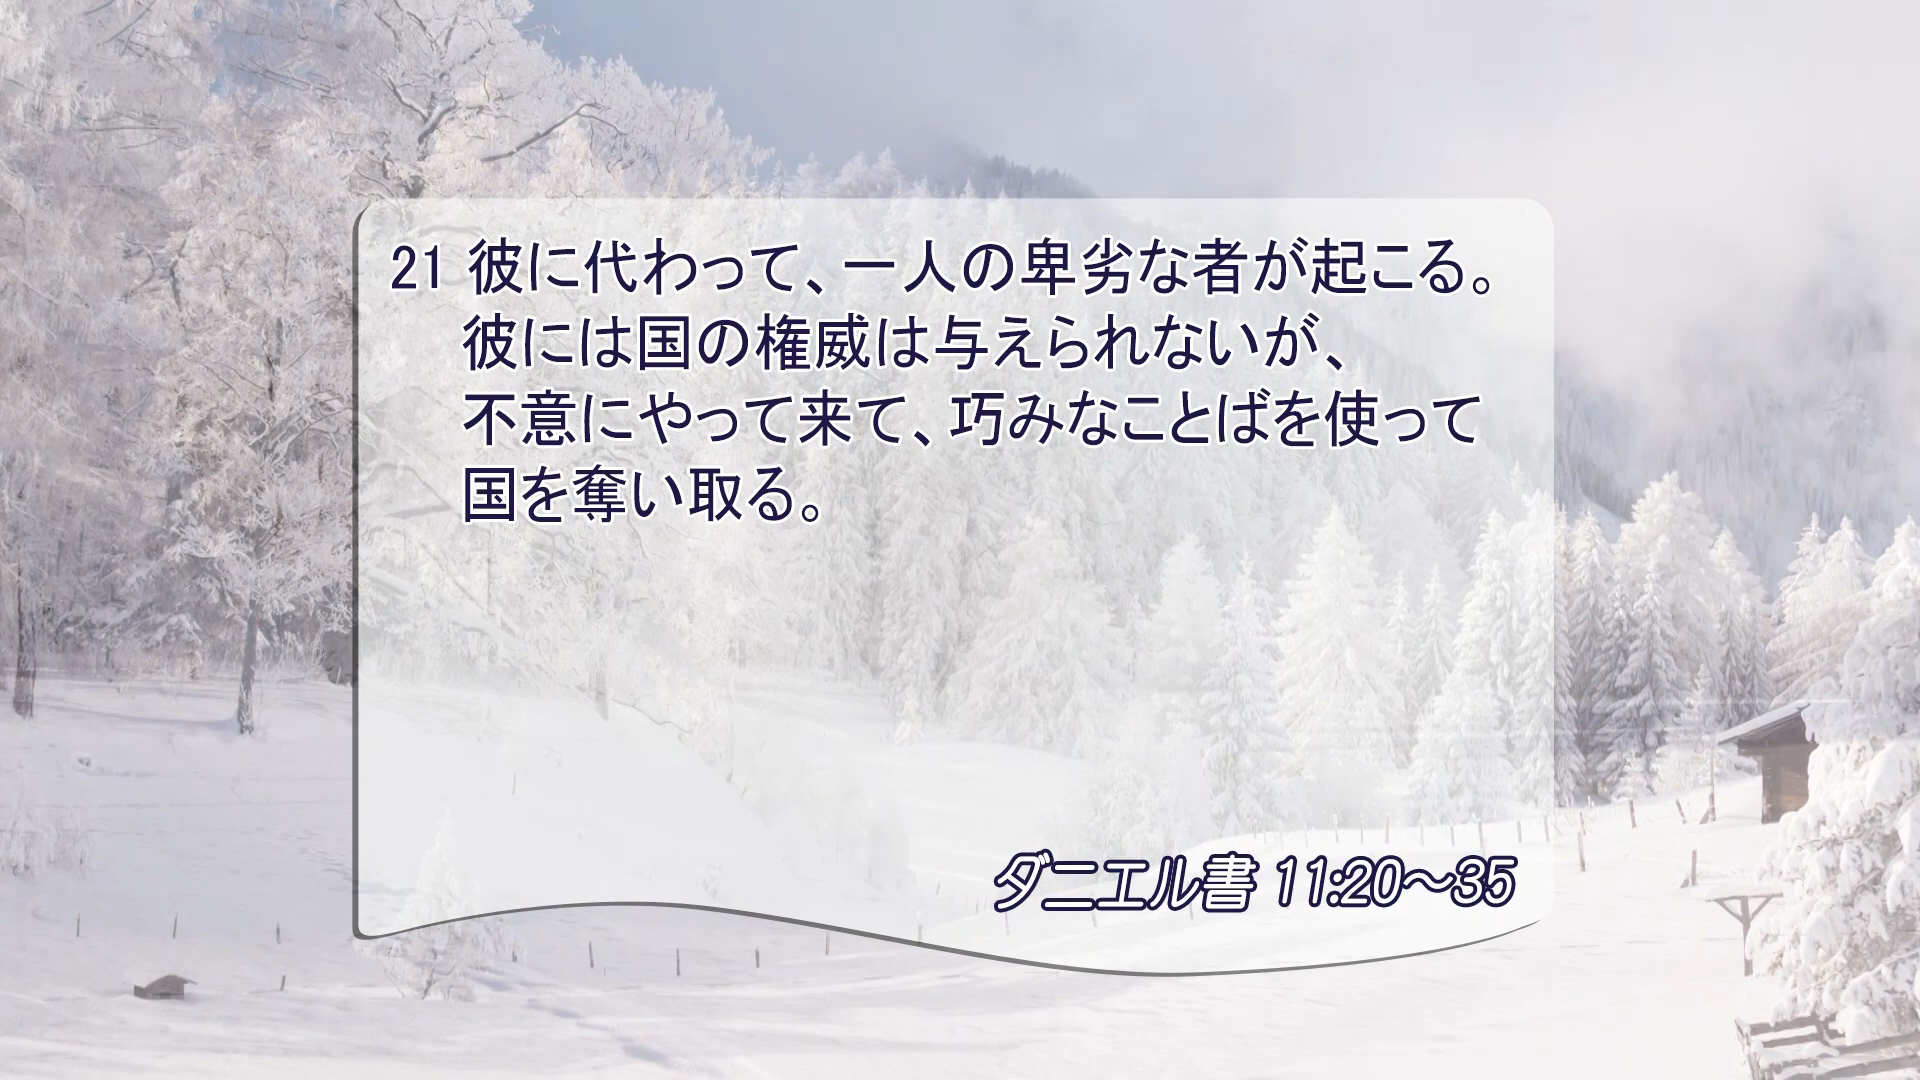 21 彼に代わって、一人の卑劣な者が起こる。
彼には国の権威は与えられないが、
不意にやって来て、巧みなことばを使って
国を奪い取る。
ダニエル書 11:20～35